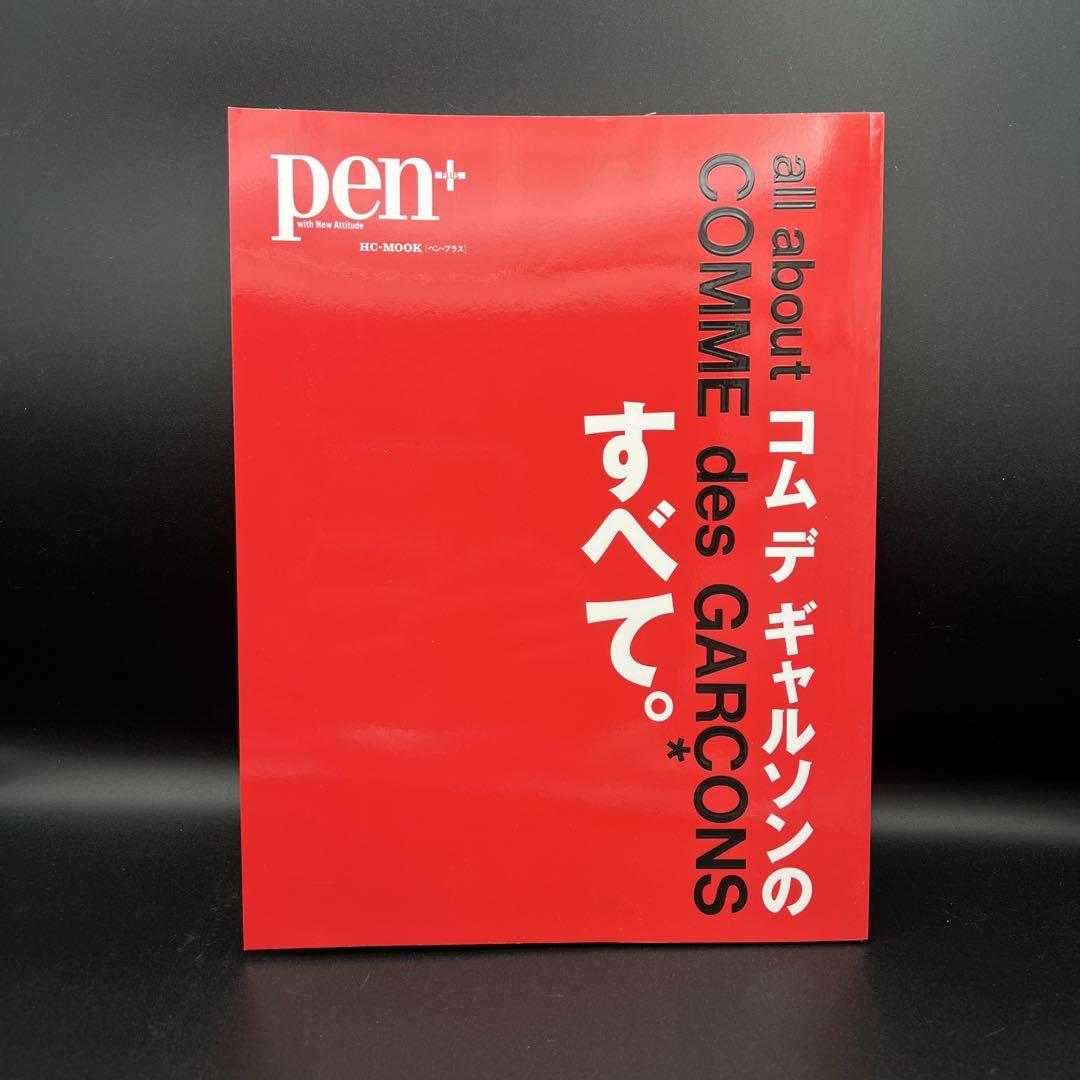 pen+
PLUS
with New Attitude
HC-MOOK [ペン・プラス]
all about
コム デ ギャルソンの
COMME des GARÇONS
すべて。
*